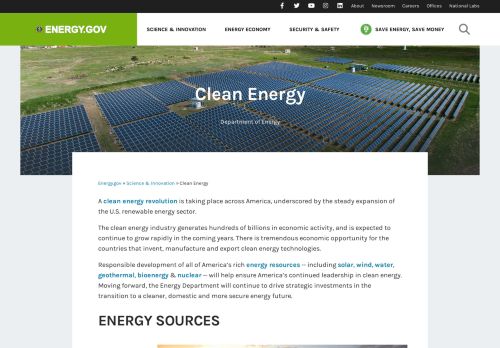 About Newsroom Careers Offices National Labs
ENERGY.GOV
SCIENCE & INNOVATION ENERGY ECONOMY SECURITY & SAFETY SAVE ENERGY, SAVE MONEY
Clean Energy
Department of Energy
Energy.gov » Science & Innovation » Clean Energy
A clean energy revolution is taking place across America, underscored by the steady expansion
of the U.S. renewable energy sector.
The clean energy industry generates hundreds of billions in economic activity, and is expected to
continue to grow rapidly in the coming years. There is tremendous economic opportunity for the
countries that invent, manufacture and export clean energy technologies.
Responsible development of all of America's rich energy resources -- including solar, wind, water,
geothermal, bioenergy & nuclear -- will help ensure America's continued leadership in clean energy.
Moving forward, the Energy Department will continue to drive strategic investments in the
transition to a cleaner, domestic and more secure energy future.
ENERGY SOURCES